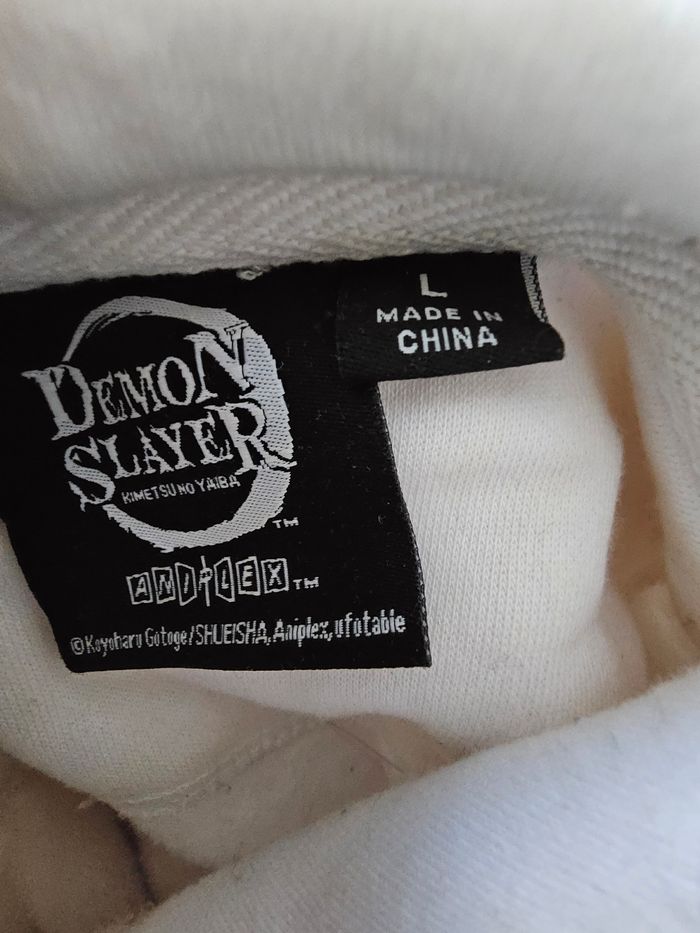 DEMON
SLAYER
KIMETSU NO YAIBA
TM
ANIPLEX TM
©Koyoharu Gotoge/SHUEISHA, Aniplex, ufotable
L
MADE IN
CHINA